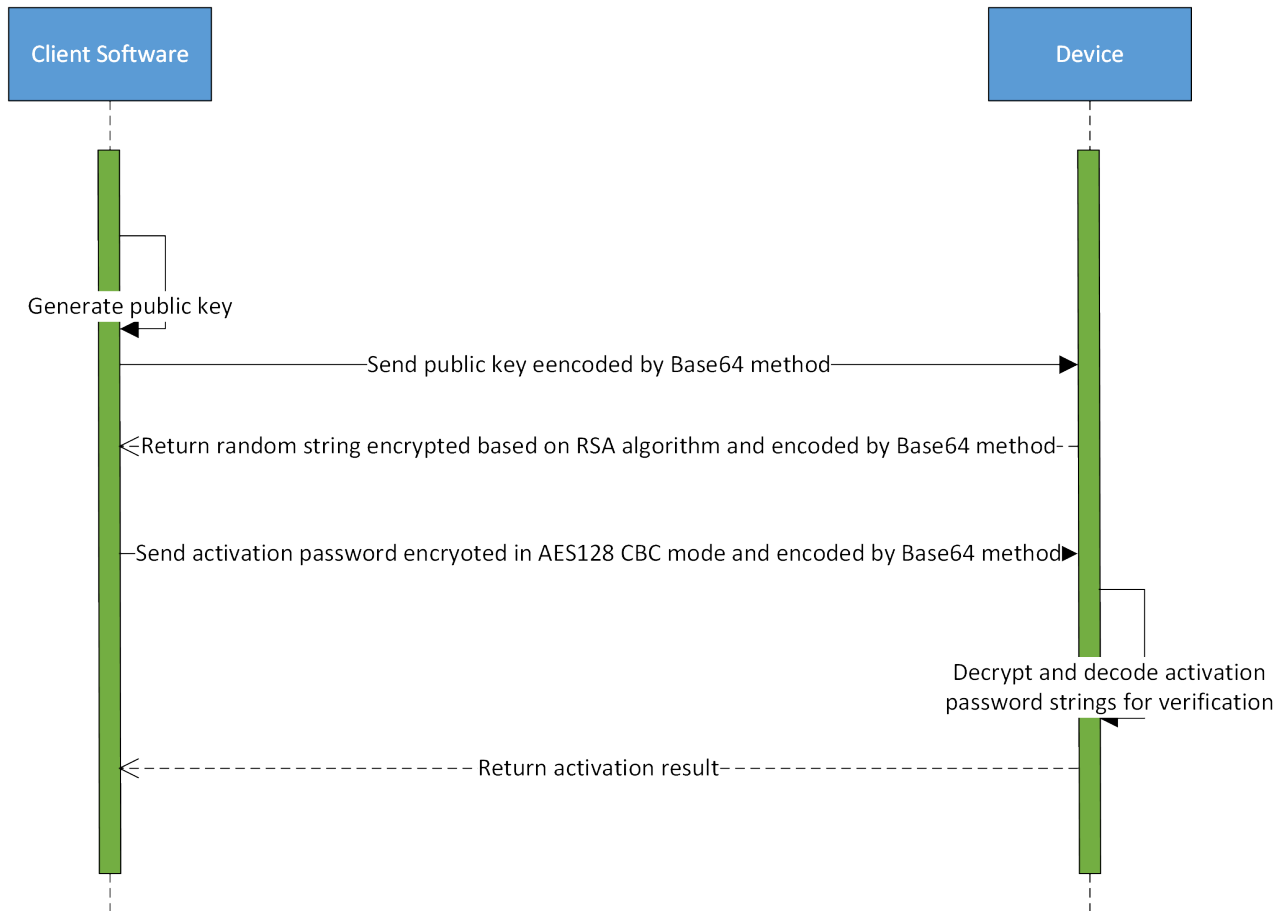 Client Software
Device
Generate public key
Send public key eencoded by Base64 method
Return random string encrypted based on RSA algorithm and encoded by Base64 method
Send activation password encryoted in AES128 CBC mode and encoded by Base64 method
Decrypt and decode activation
password strings for verification
Return activation result